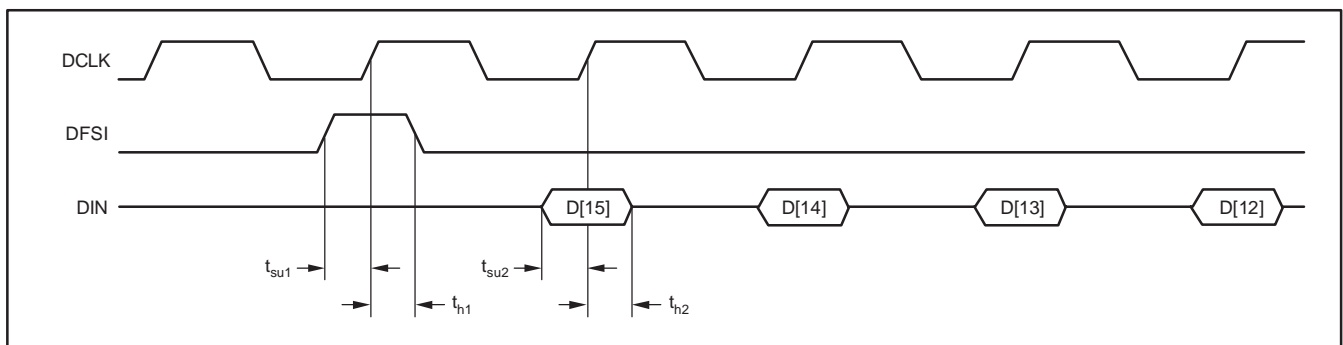 DCLK
DFSI
DIN
D[15]
D[14]
D[13]
D[12]
tsu1
tsu2
th1
th2